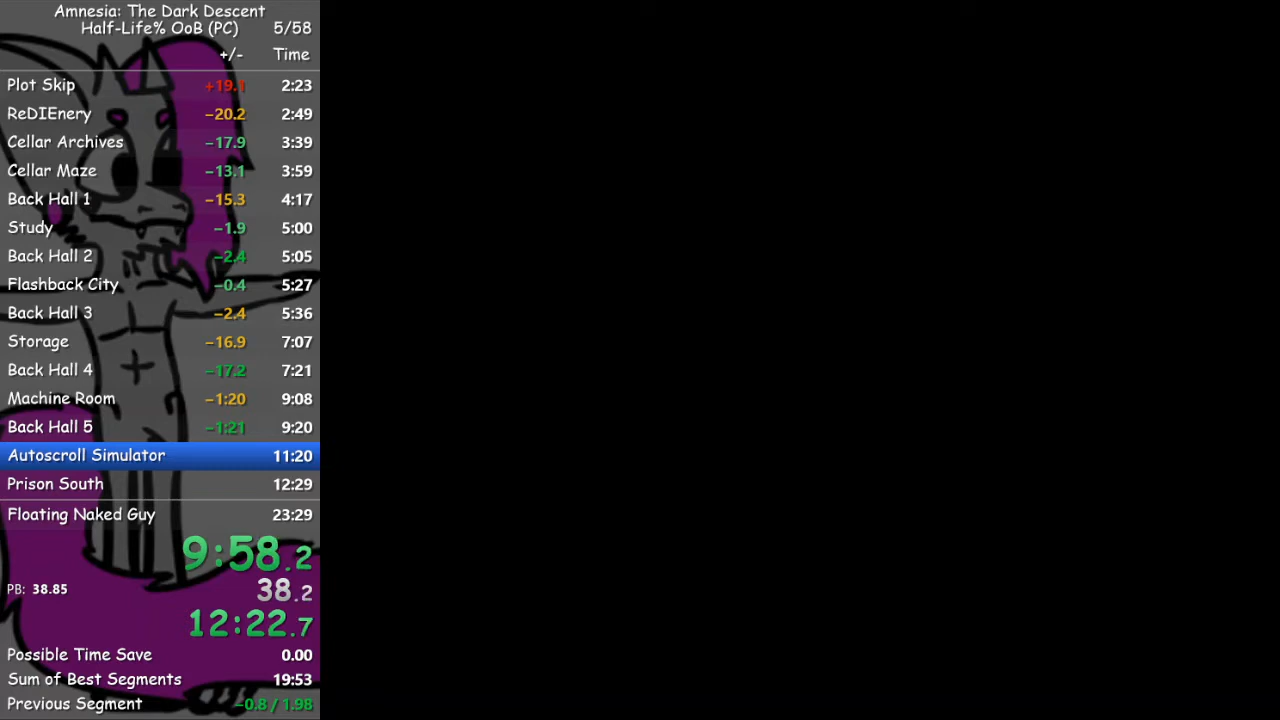 Amnesia: The Dark Descent
Half-Life% OoB (PC) 5/58
+/- Time
Plot Skip +19.1 2:23
ReDIEnery −20.2 2:49
Cellar Archives −17.9 3:39
Cellar Maze −13.1 3:59
Back Hall 1 −15.3 4:17
Study −1.9 5:00
Back Hall 2 −2.4 5:05
Flashback City −0.4 5:27
Back Hall 3 −2.4 5:36
Storage −16.9 7:07
Back Hall 4 −17.2 7:21
Machine Room −1:20 9:08
Back Hall 5 −1:21 9:20
Autoscroll Simulator 11:20
Prison South 12:29
Floating Naked Guy 23:29
9:58.2
PB: 38.85 38.2
12:22.7
Possible Time Save 0.00
Sum of Best Segments 19:53
Previous Segment −0.8 / 1.98